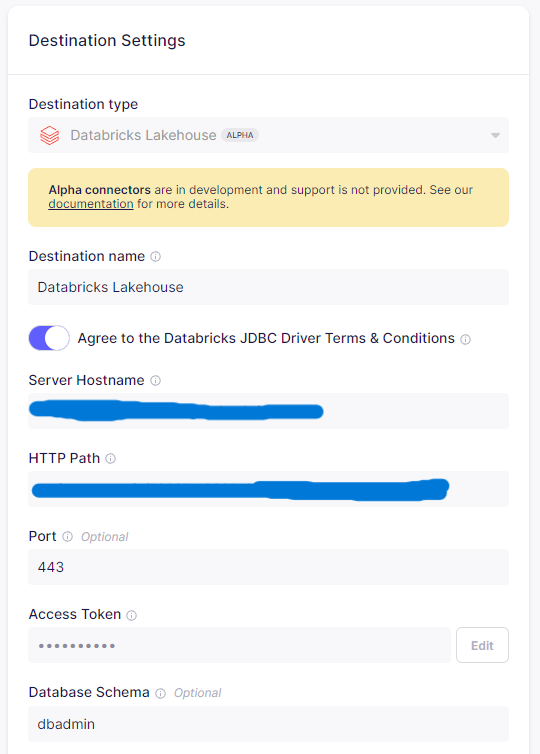 Destination Settings
Destination type
Databricks Lakehouse ALPHA
Alpha connectors are in development and support is not provided. See our
documentation for more details.
Destination name
Databricks Lakehouse
Agree to the Databricks JDBC Driver Terms & Conditions
Server Hostname
HTTP Path
Port Optional
443
Access Token
••••••••••
Edit
Database Schema Optional
dbadmin